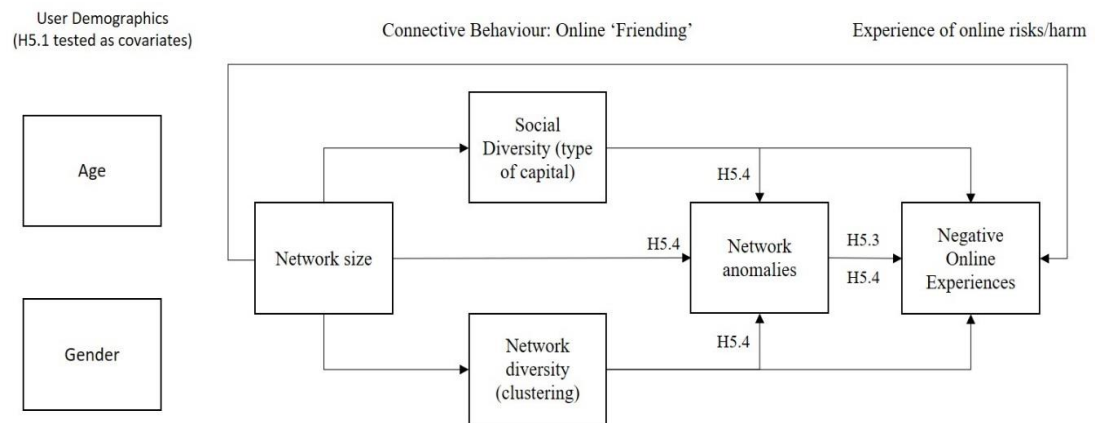 User Demographics
(H5.1 tested as covariates)
Connective Behaviour: Online ‘Friending’
Experience of online risks/harm
Age
Gender
Network size
Social
Diversity (type
of capital)
Network
diversity
(clustering)
H5.4
H5.4
H5.4
Network
anomalies
H5.3
H5.4
Negative
Online
Experiences